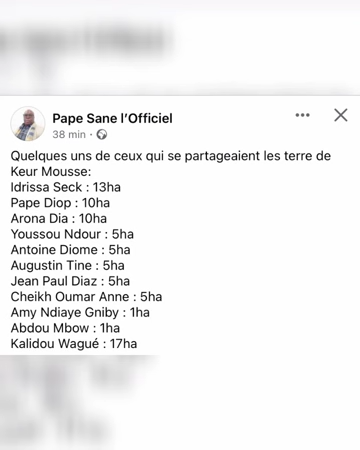 Pape Sane l'Officiel
38 min ·
Quelques uns de ceux qui se partageaient les terre de
Keur Mousse:
Idrissa Seck : 13ha
Pape Diop : 10ha
Arona Dia : 10ha
Youssou Ndour : 5ha
Antoine Diome : 5ha
Augustin Tine : 5ha
Jean Paul Diaz : 5ha
Cheikh Oumar Anne : 5ha
Amy Ndiaye Gniby : 1ha
Abdou Mbow : 1ha
Kalidou Wagué : 17ha